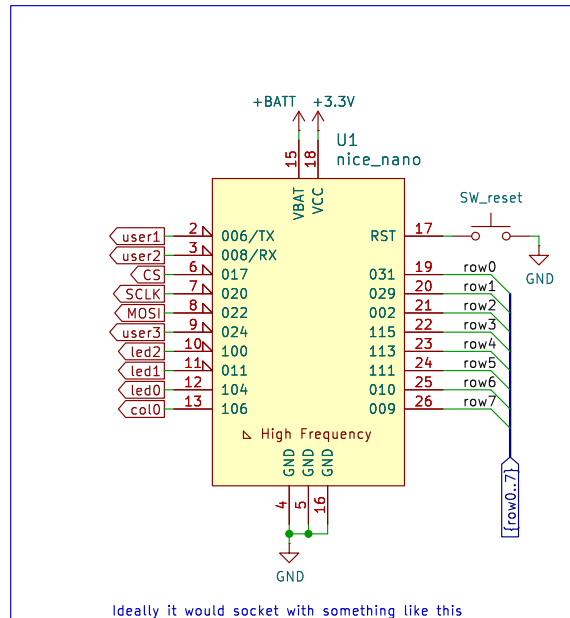 +BATT +3.3V
U1
nice_nano
15 18
VBAT VCC
SW_reset
user1 2 006/TX RST 17
user2 3 008/RX
GND
CS 6 017 031 19 row0
SCLK 7 020 029 20 row1
MOSI 8 022 002 21 row2
user3 9 024 115 22 row3
led2 10 100 113 23 row4
led1 11 011 111 24 row5
led0 12 104 010 25 row6
col0 13 106 009 26 row7
High Frequency
GND GND GND
4 5 16
{row0..7}
GND
Ideally it would socket with something like this